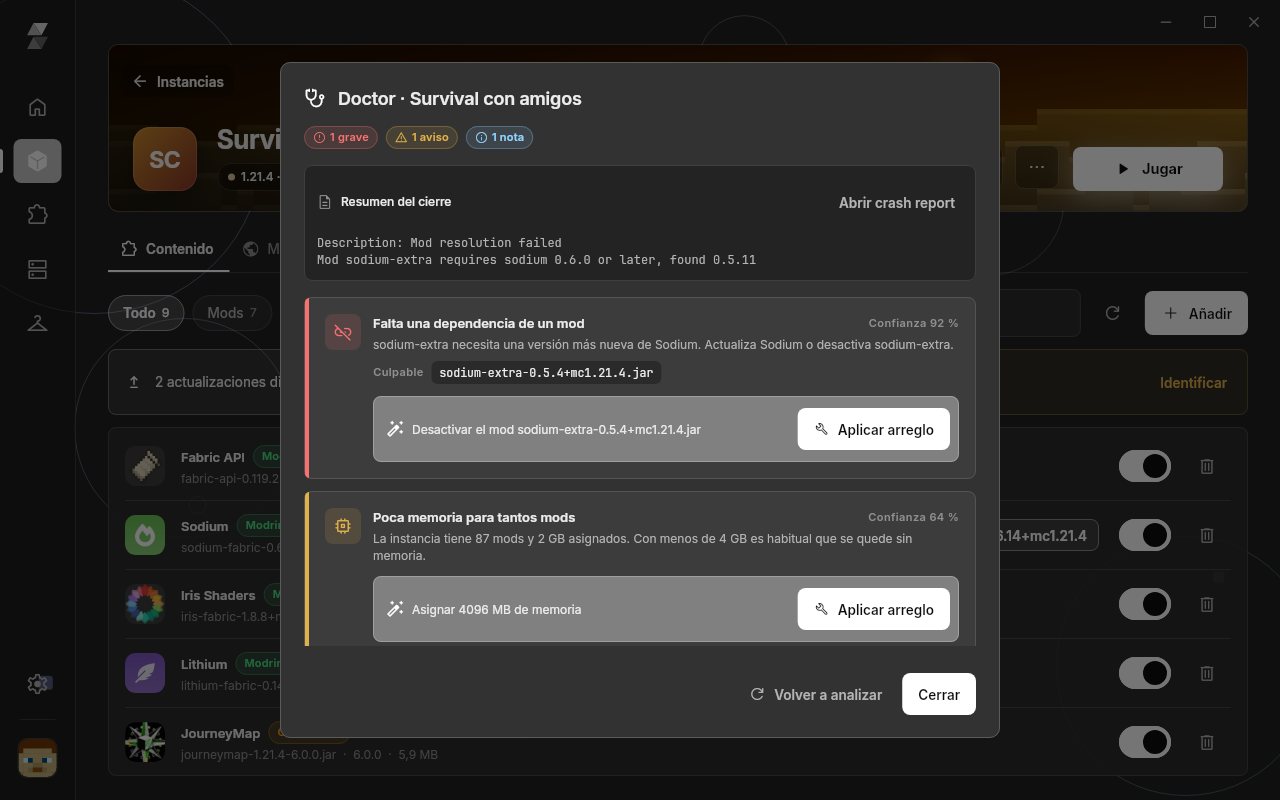 Instancias
SC
Survi
1.21.4
...
Jugar
Contenido
M
Todo 9
Mods 7
Añadir
2 actualizaciones di
Identificar
Fabric API
Mo
fabric-api-0.119.2
Sodium
Modrin
sodium-fabric-0.6
6.14+mc1.21.4
Iris Shaders
M
iris-fabric-1.8.8+m
Lithium
Modrin
lithium-fabric-0.14
JourneyMap
journeymap-1.21.4-6.0.0.jar · 6.0.0 · 5,9 MB
Doctor · Survival con amigos
1 grave
1 aviso
1 nota
Resumen del cierre
Abrir crash report
Description: Mod resolution failed
Mod sodium-extra requires sodium 0.6.0 or later, found 0.5.11
Falta una dependencia de un mod
Confianza 92 %
sodium-extra necesita una versión más nueva de Sodium. Actualiza Sodium o desactiva sodium-extra.
Culpable sodium-extra-0.5.4+mc1.21.4.jar
Desactivar el mod sodium-extra-0.5.4+mc1.21.4.jar
Aplicar arreglo
Poca memoria para tantos mods
Confianza 64 %
La instancia tiene 87 mods y 2 GB asignados. Con menos de 4 GB es habitual que se quede sin
memoria.
Asignar 4096 MB de memoria
Aplicar arreglo
Volver a analizar
Cerrar